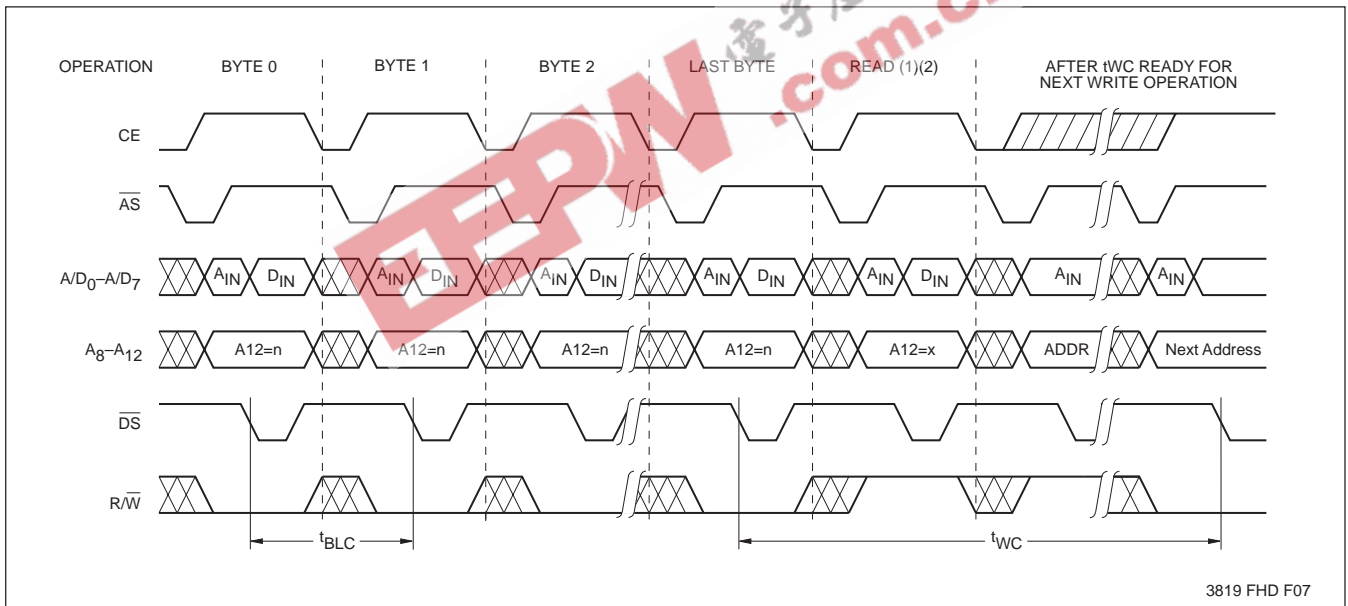 OPERATION BYTE 0 BYTE 1 BYTE 2 LAST BYTE READ (1)(2) AFTER tWC READY FOR
NEXT WRITE OPERATION
CE
AS
A/D0–A/D7 AIN DIN AIN DIN AIN DIN AIN DIN AIN DIN AIN AIN
A8–A12 A12=n A12=n A12=n A12=n A12=x ADDR Next Address
DS
R/W
tBLC tWC
3819 FHD F07
EEPW
.com.c